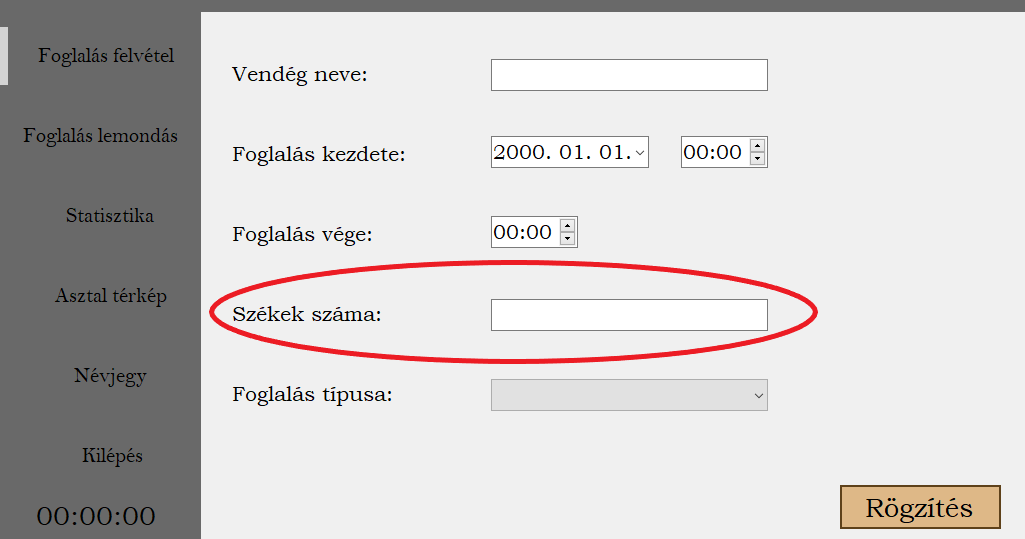 Foglalás felvétel
Foglalás lemondás
Statisztika
Asztal térkép
Névjegy
Kilépés
00:00:00
Vendég neve:
Foglalás kezdete: 2000. 01. 01. 00:00
Foglalás vége: 00:00
Székek száma:
Foglalás típusa:
Rögzítés